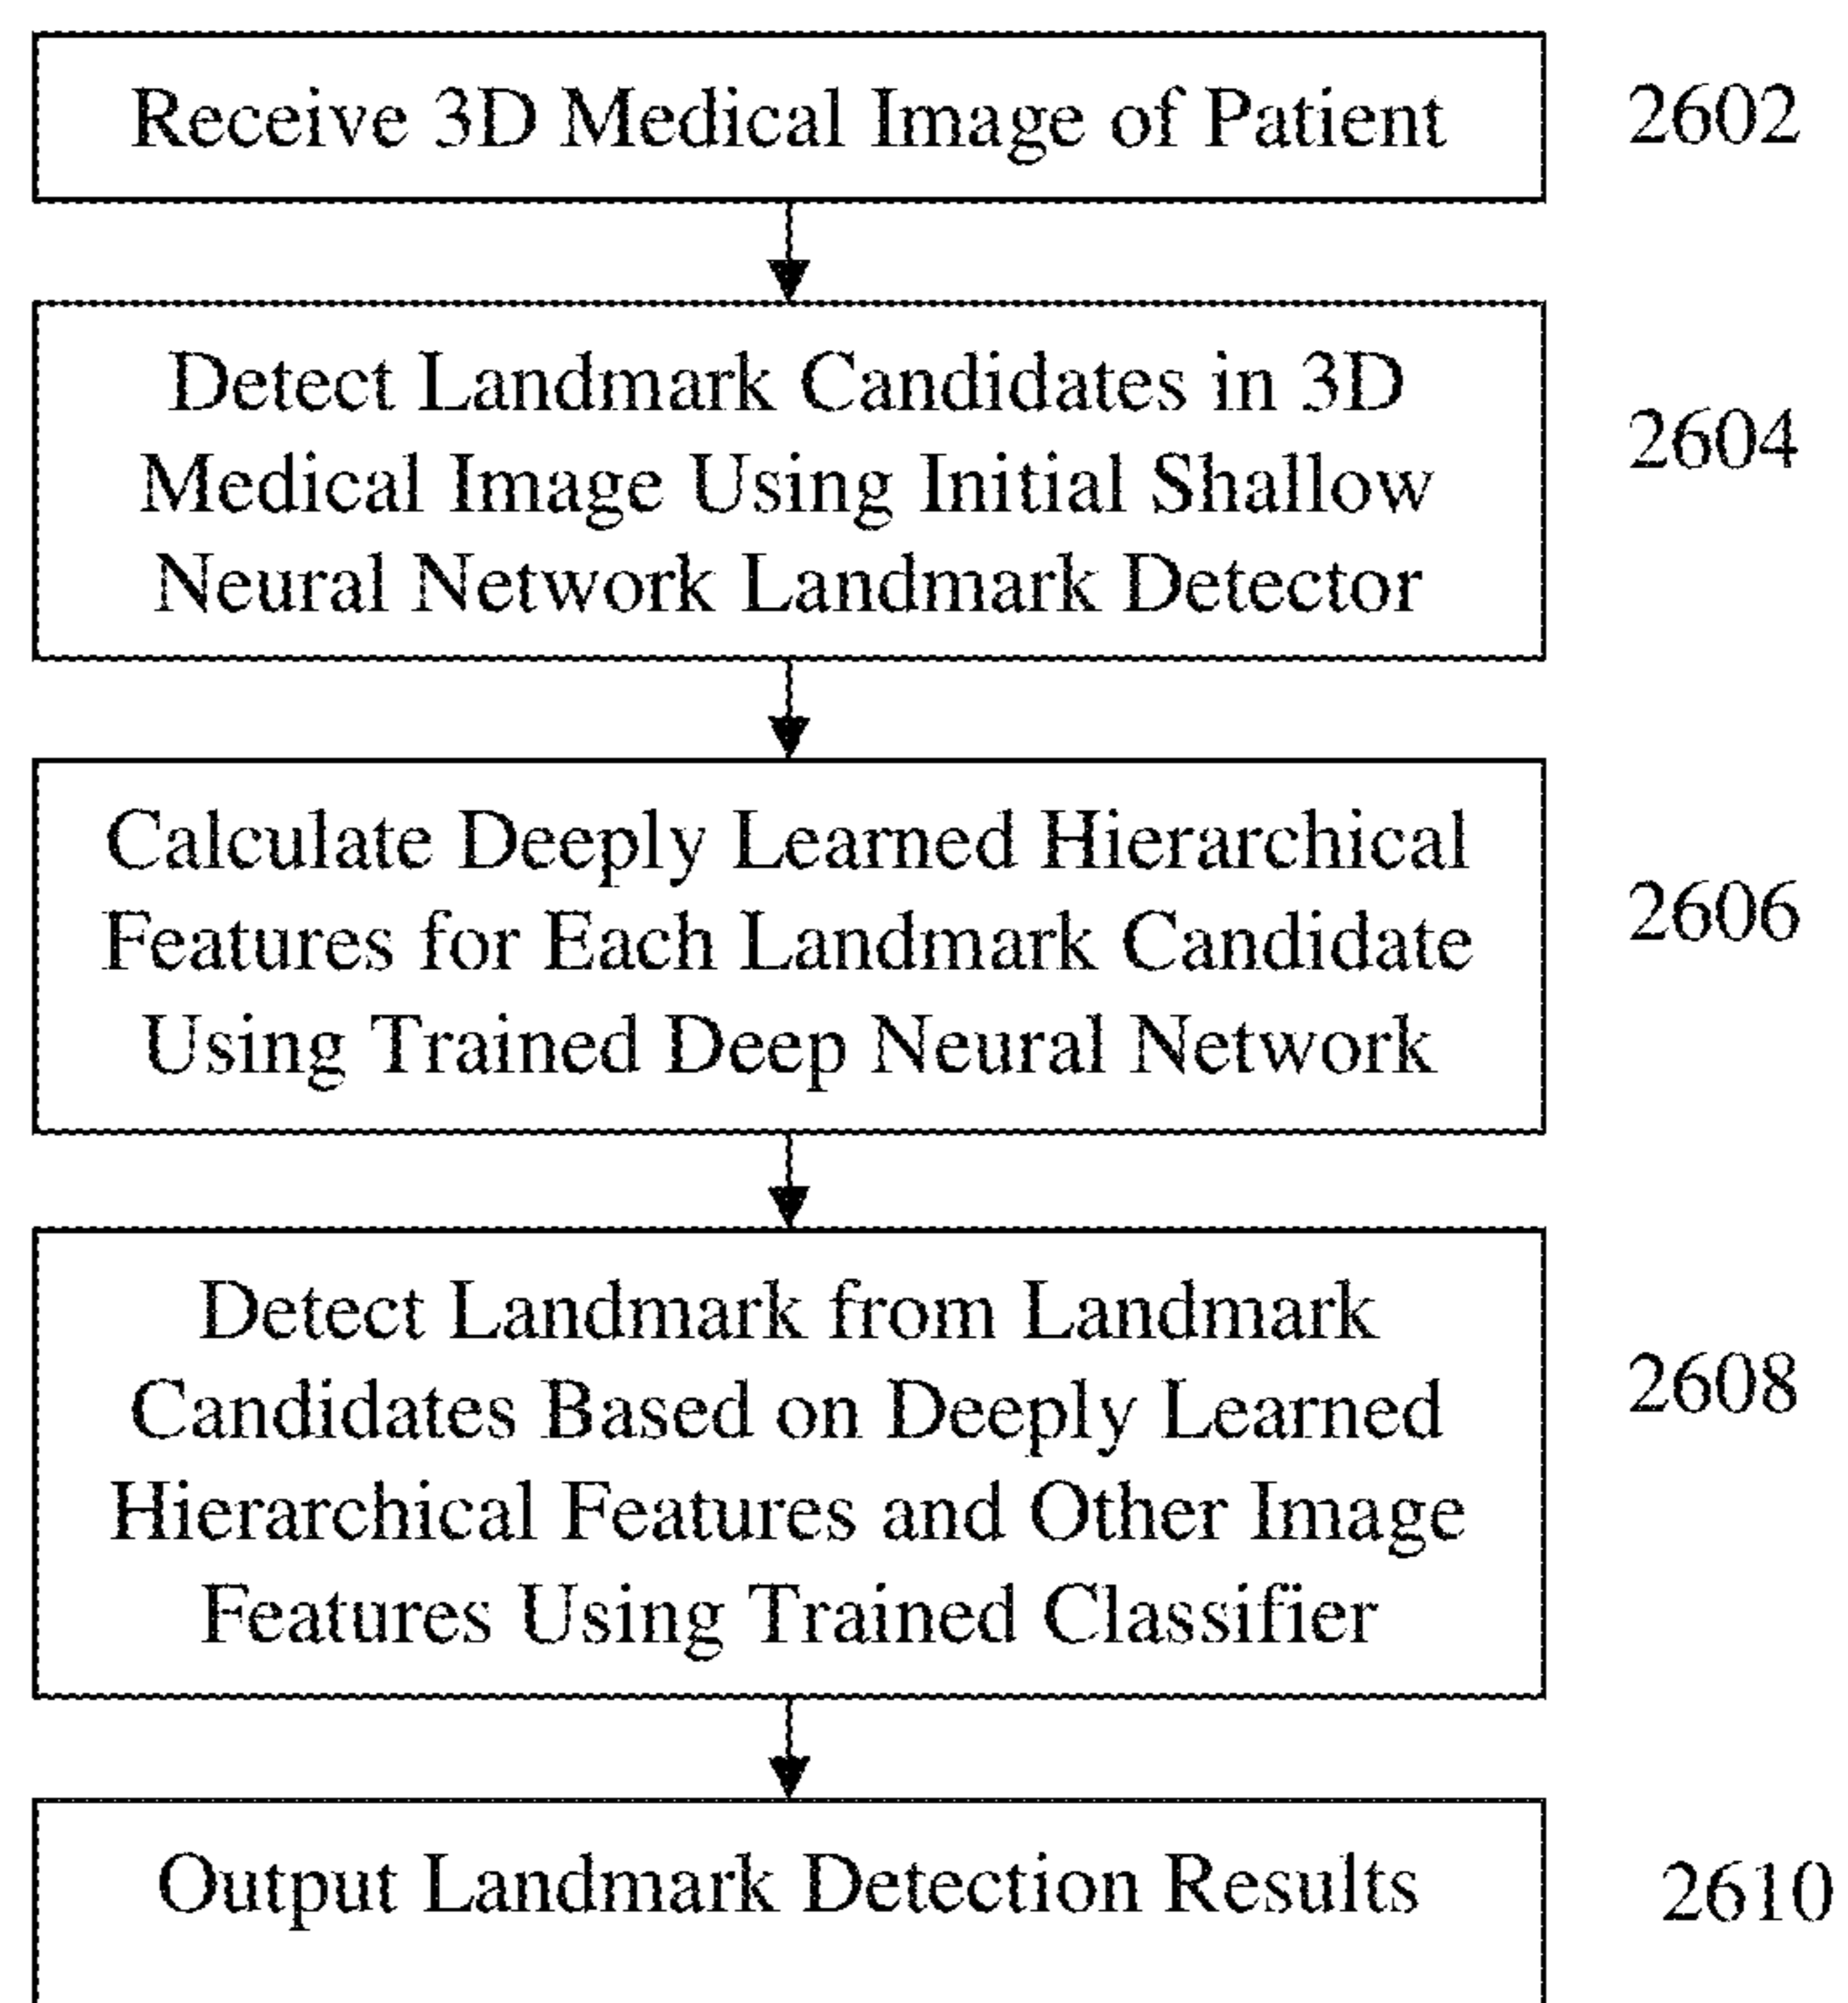 Receive 3D Medical Image of Patient
2602
Detect Landmark Candidates in 3D
Medical Image Using Initial Shallow
Neural Network Landmark Detector
2604
Calculate Deeply Learned Hierarchical
Features for Each Landmark Candidate
Using Trained Deep Neural Network
2606
Detect Landmark from Landmark
Candidates Based on Deeply Learned
Hierarchical Features and Other Image
Features Using Trained Classifier
2608
Output Landmark Detection Results
2610